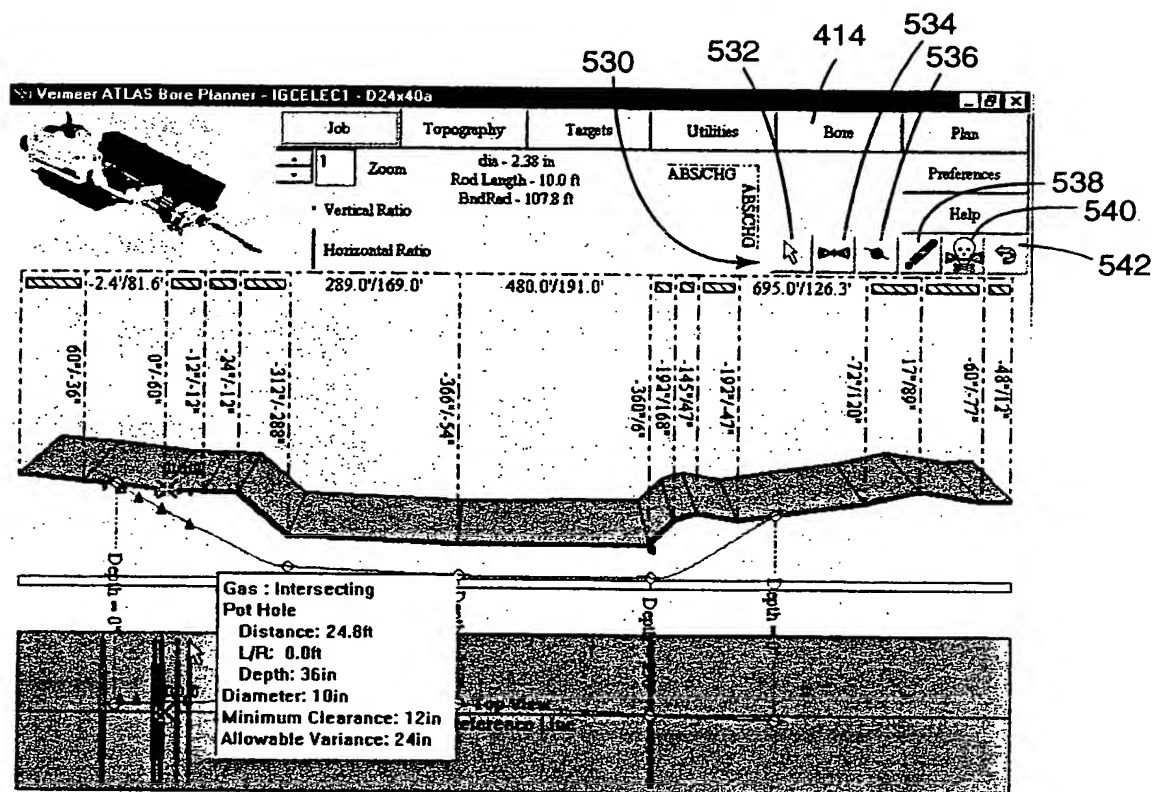 534
532
414
536
530
Vermeer ATLAS Bore Planner - IGCELEC1 - D24x40a
Job
Topography
Targets
Utilities
Bore
Plan
1
Zoom
dia - 2.38 in
Rod Langth - 10.0 ft
BndRad - 107.8 ft
ABS/CHG
ABS/CHG
Preferences
538
Vertical Ratio
Help
540
Horizontal Ratio
542
-2.4'/81.6'
289.0'/169.0'
480.0'/191.0'
695.0'/126.3'
60"/-36"
0"/-60"
-12"/-12"
-24"/-12"
-312"/-288"
-366"/-54"
-360"/6"
-192"/168"
-145"/47"
-192"/-47"
-72"/120"
17"/89"
-60"/-77"
-48"/12"
Depth = 0"
Depth
Depth =
Gas : Intersecting
Pot Hole
Distance: 24.8ft
L/R: 0.0ft
Depth: 36in
Diameter: 10in
Minimum Clearance: 12in
Allowable Variance: 24in
Top View
eference Line